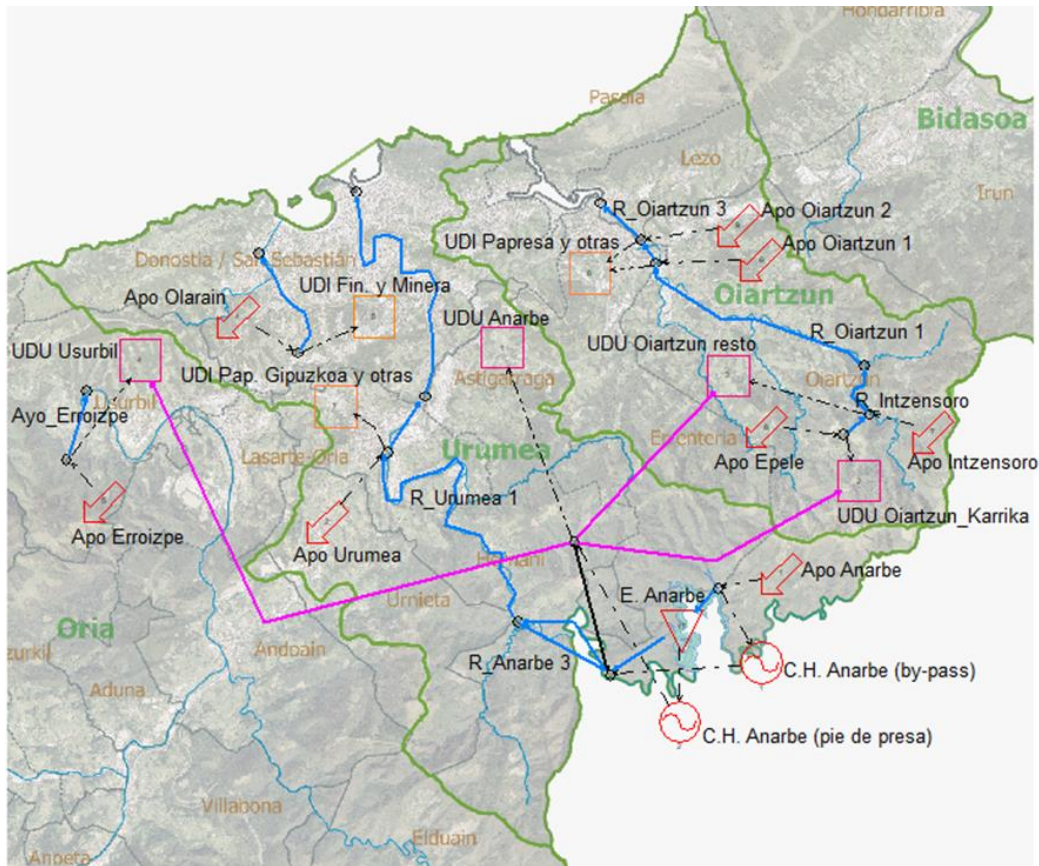 Hondarribia
Pasaia
Bidasoa
Lezo
Irun
R_Oiartzun 3
Apo Oiartzun 2
UDI Papresa y otras
Apo Oiartzun 1
Donostia / San Sebastián
Apo Olarain
UDI Fin. y Minera
Oiartzun
UDU Anarbe
R_Oiartzun 1
UDU Usurbil
UDU Oiartzun resto
UDI Pap. Gipuzkoa y otras
Astigarraga
Oiartzun
Usurbil
R_Intzensoro
Ayo_Erroizpe
Urumea
Errenteria
Lasarte-Oria
Apo Epele
Apo Intzensoro
R_Urumea 1
UDU Oiartzun_Karrika
Apo Erroizpe
Apo Urumea
Hernani
Apo Anarbe
E. Anarbe
Urnieta
Oria
Andoain
zurkil
R_Anarbe 3
C.H. Anarbe (by-pass)
Aduna
C.H. Anarbe (pie de presa)
Villabona
Elduain
Anoeta